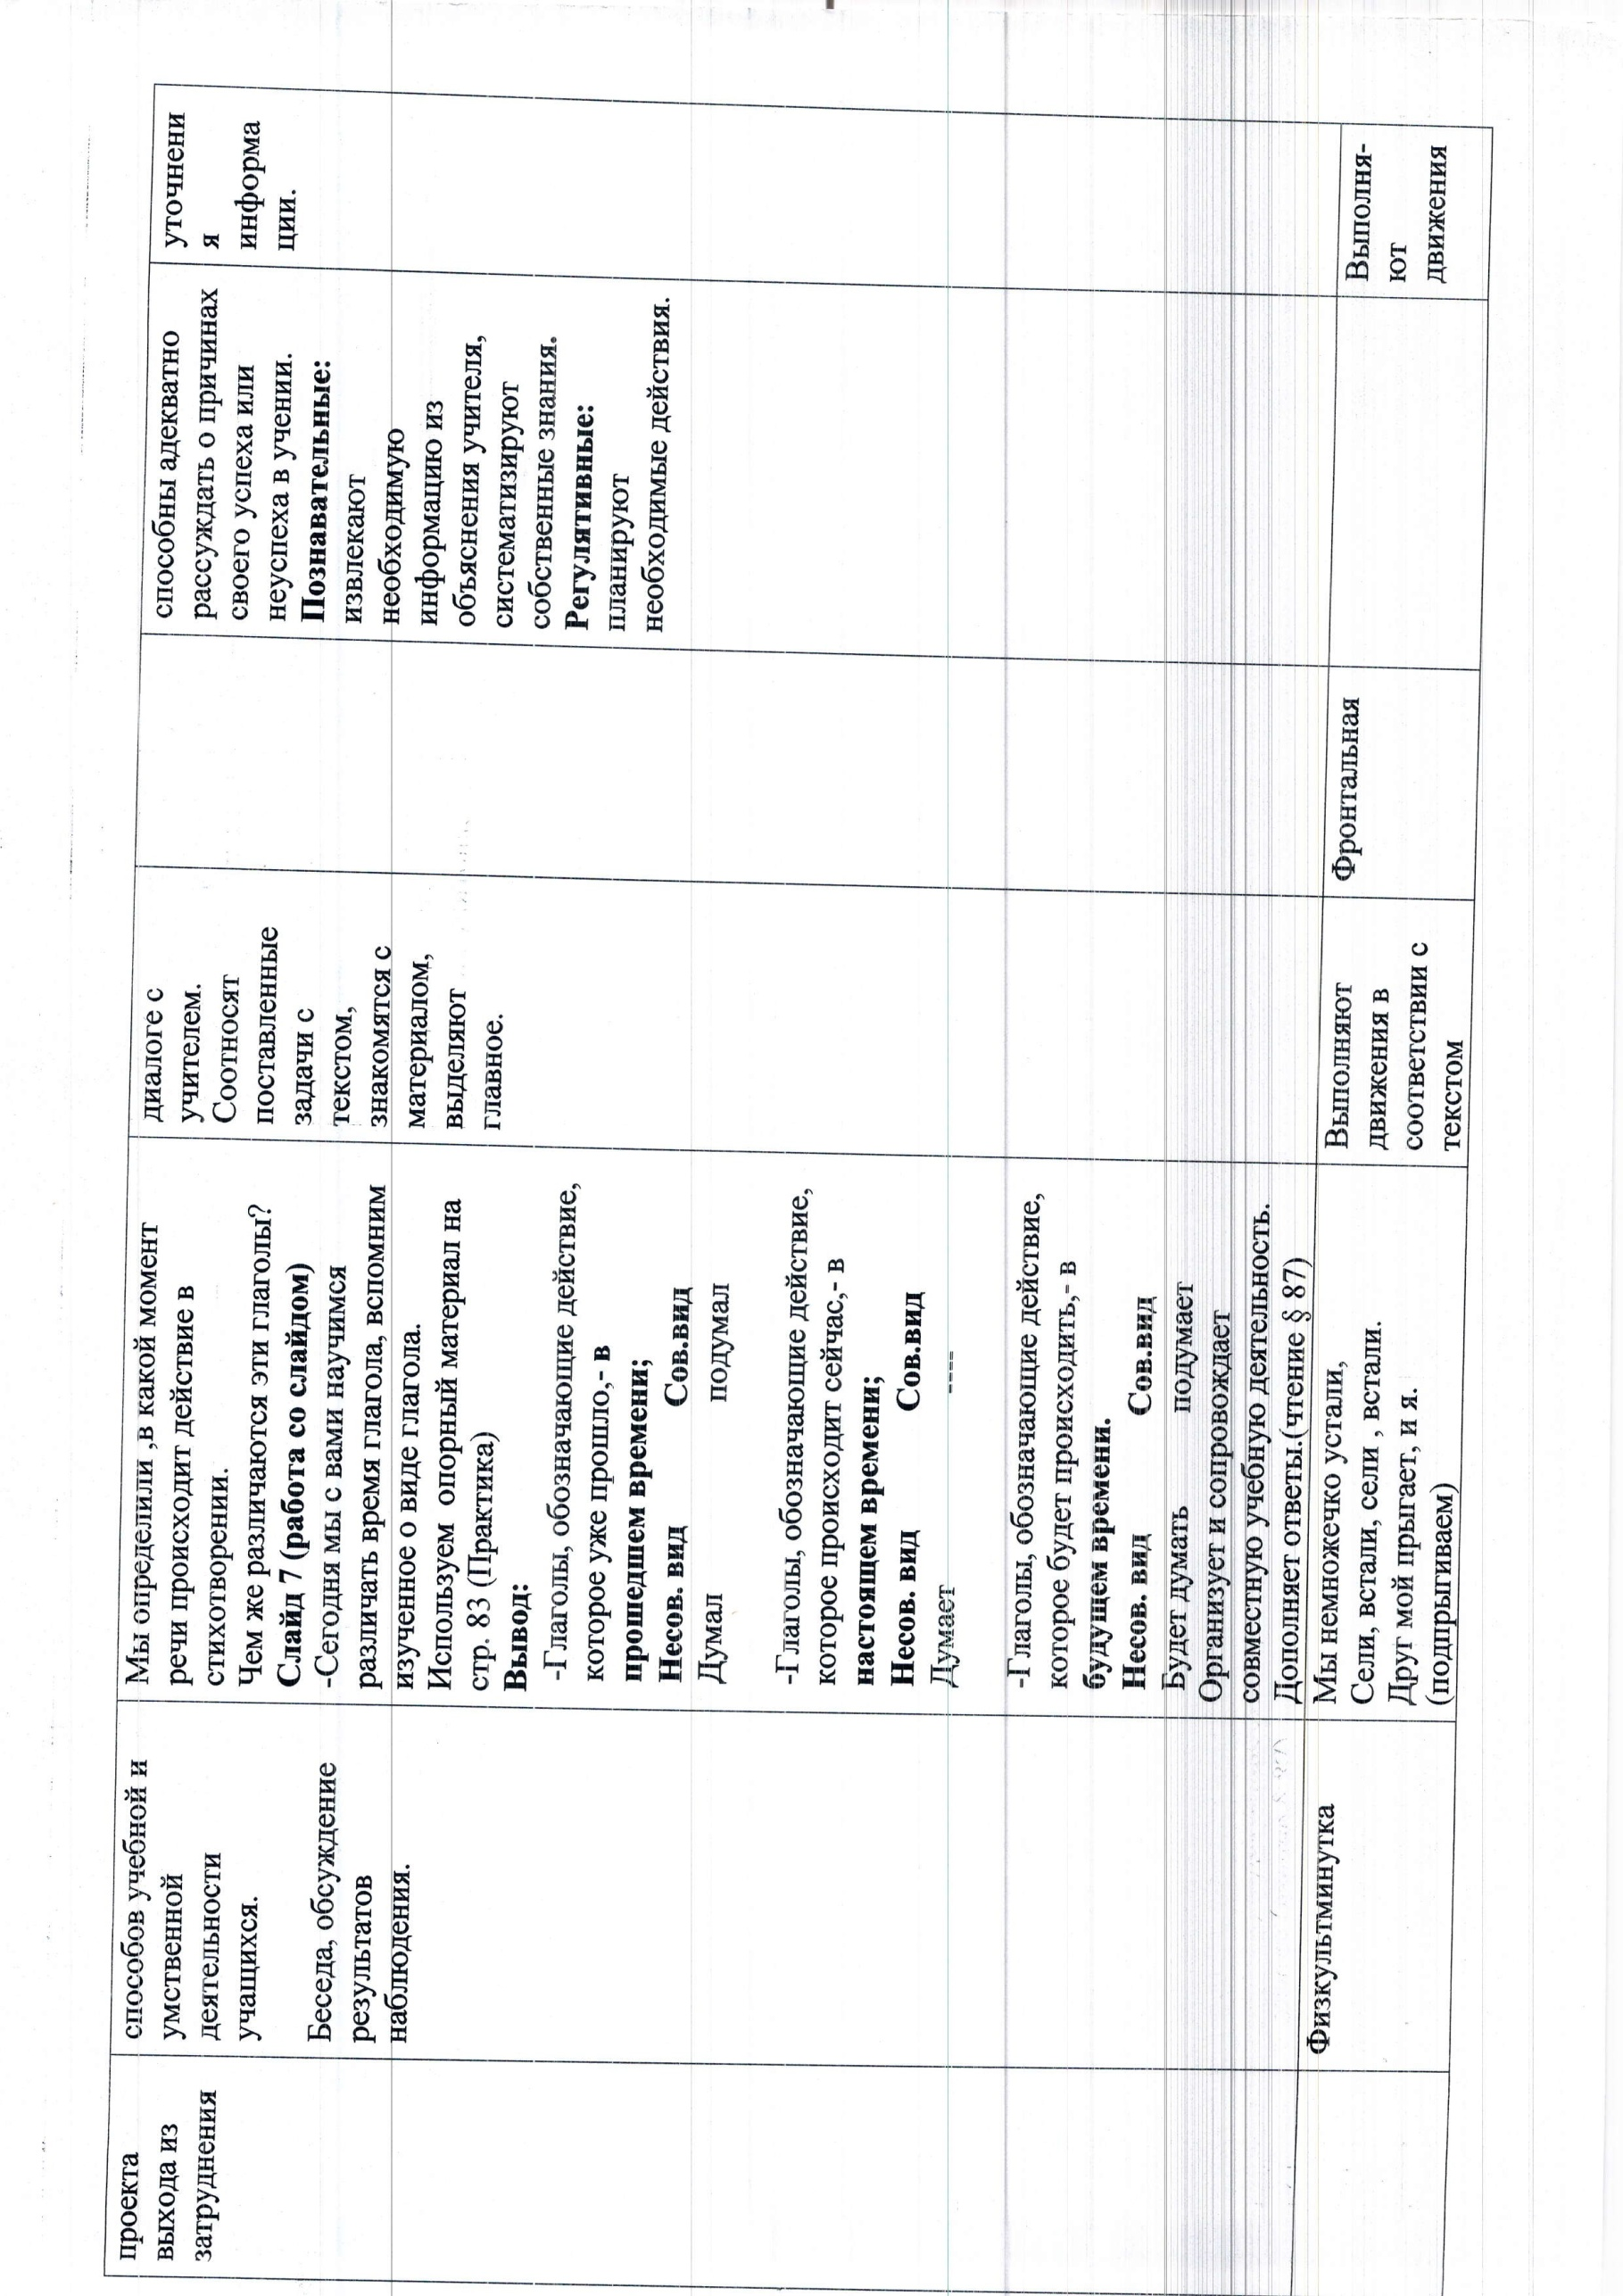 проекта
выхода из
затруднения
способов учебной и
умственной
деятельности
учащихся.
Беседа, обсуждение
результатов
наблюдения.
Мы определили ,в какой момент
речи происходит действие в
стихотворении.
Чем же различаются эти глаголы?
Слайд 7 (работа со слайдом)
-Сегодня мы с вами научимся
различать время глагола, вспомним
изученное о виде глагола.
Используем опорный материал на
стр. 83 (Практика)
Вывод:
-Глаголы, обозначающие действие,
которое уже прошло,- в
прошедшем времени;
Несов. вид Сов.вид
Думал подумал
-Глаголы, обозначающие действие,
которое происходит сейчас,- в
настоящем времени;
Несов. вид Сов.вид
Думает ----
-Глаголы, обозначающие действие,
которое будет происходить,- в
будущем времени.
Несов. вид Сов.вид
Будет думать подумает
Организует и сопровождает
совместную учебную деятельность.
Дополняет ответы.(чтение § 87)
диалоге с
учителем.
Соотносят
поставленные
задачи с
текстом,
знакомятся с
материалом,
выделяют
главное.
способны адекватно
рассуждать о причинах
своего успеха или
неуспеха в учении.
Познавательные:
извлекают
необходимую
информацию из
объяснения учителя,
систематизируют
собственные знания.
Регулятивные:
планируют
необходимые действия.
уточнени
я
информа
ции.
Физкультминутка
Мы немножечко устали,
Сели, встали, сели , встали.
Друг мой прыгает, и я.
(подпрыгиваем)
Выполняют
движения в
соответствии с
текстом
Фронтальная
Выполня-
ют
движения